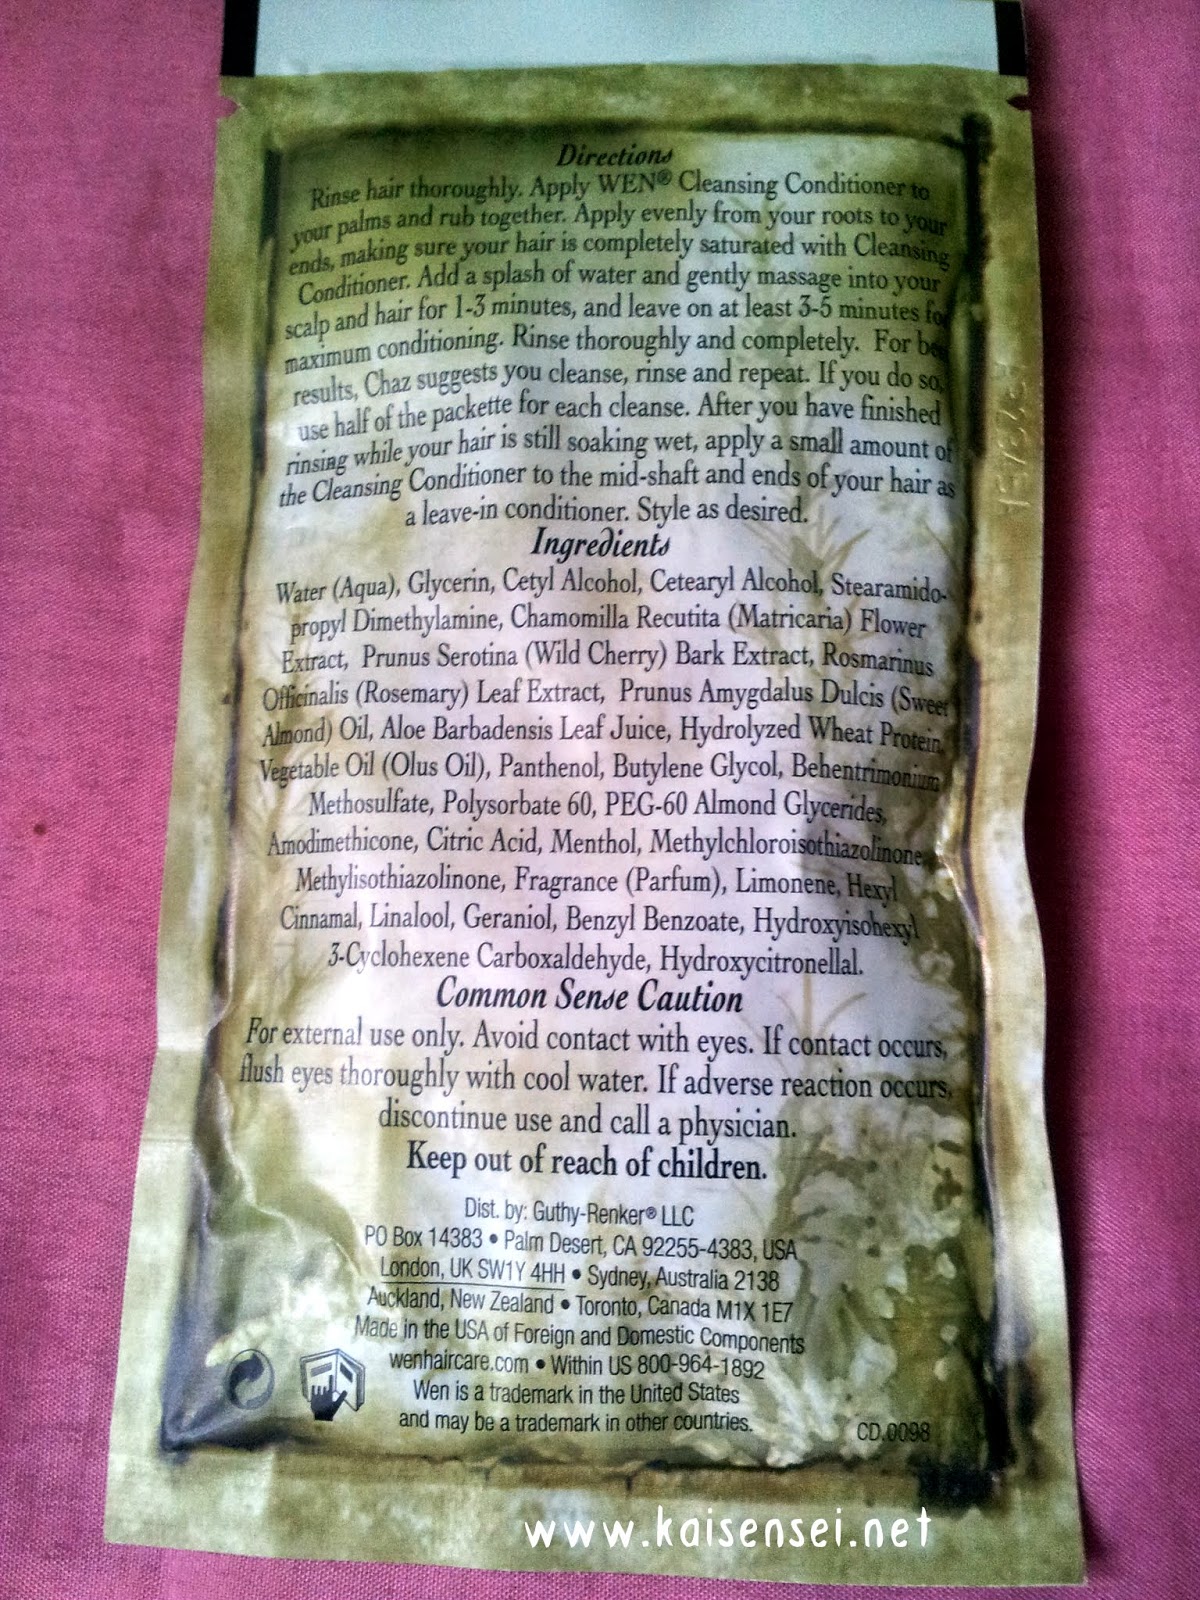 Directions
Rinse hair thoroughly. Apply WEN® Cleansing Conditioner to
your palms and rub together. Apply evenly from your roots to your
ends, making sure your hair is completely saturated with Cleansing
Conditioner. Add a splash of water and gently massage into your
scalp and hair for 1-3 minutes, and leave on at least 3-5 minutes fo
maximum conditioning. Rinse thoroughly and completely. For be
results, Chaz suggests you cleanse, rinse and repeat. If you do so,
use half of the packette for each cleanse. After you have finished
rinsing while your hair is still soaking wet, apply a small amount of
the Cleansing Conditioner to the mid-shaft and ends of your hair as
a leave-in conditioner. Style as desired.
Ingredients
Water (Aqua), Glycerin, Cetyl Alcohol, Cetearyl Alcohol, Stearamido-
propyl Dimethylamine, Chamomilla Recutita (Matricaria) Flower
Extract, Prunus Serotina (Wild Cherry) Bark Extract, Rosmarinus
Officinalis (Rosemary) Leaf Extract, Prunus Amygdalus Dulcis (Sweet
Almond) Oil, Aloe Barbadensis Leaf Juice, Hydrolyzed Wheat Protein,
Vegetable Oil (Olus Oil), Panthenol, Butylene Glycol, Behentrimonium
Methosulfate, Polysorbate 60, PEG-60 Almond Glycerides,
Amodimethicone, Citric Acid, Menthol, Methylchloroisothiazolinone,
Methylisothiazolinone, Fragrance (Parfum), Limonene, Hexyl
Cinnamal, Linalool, Geraniol, Benzyl Benzoate, Hydroxyisohexyl
3-Cyclohexene Carboxaldehyde, Hydroxycitronellal.
Common Sense Caution
For external use only. Avoid contact with eyes. If contact occurs,
flush eyes thoroughly with cool water. If adverse reaction occurs,
discontinue use and call a physician.
Keep out of reach of children.
Dist. by: Guthy-Renker® LLC
PO Box 14383 • Palm Desert, CA 92255-4383, USA
London, UK SW1Y 4HH • Sydney, Australia 2138
Auckland, New Zealand • Toronto, Canada M1X 1E7
Made in the USA of Foreign and Domestic Components
wenhaircare.com • Within US 800-964-1892
Wen is a trademark in the United States
and may be a trademark in other countries.
CD.0098
www.kaisensei.net